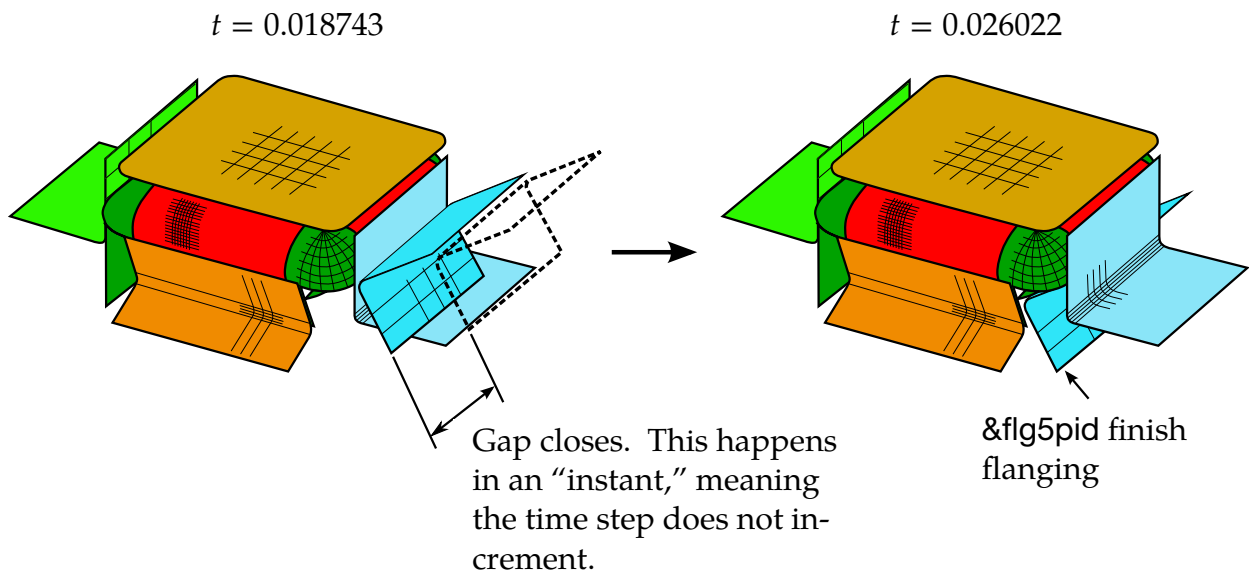 t = 0.018743
t = 0.026022
Gap closes. This happens
in an “instant,” meaning
the time step does not in-
crement.
&flg5pid finish
flanging